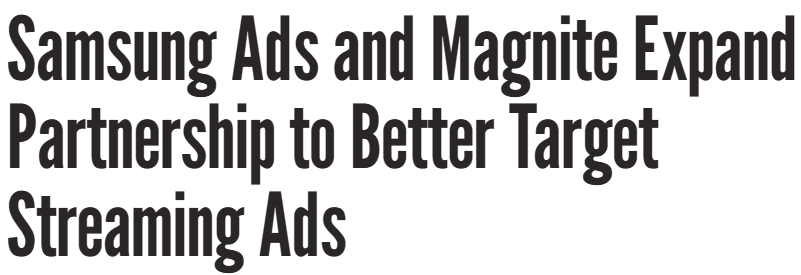 Samsung Ads and Magnite Expand
Partnership to Better Target
Streaming Ads